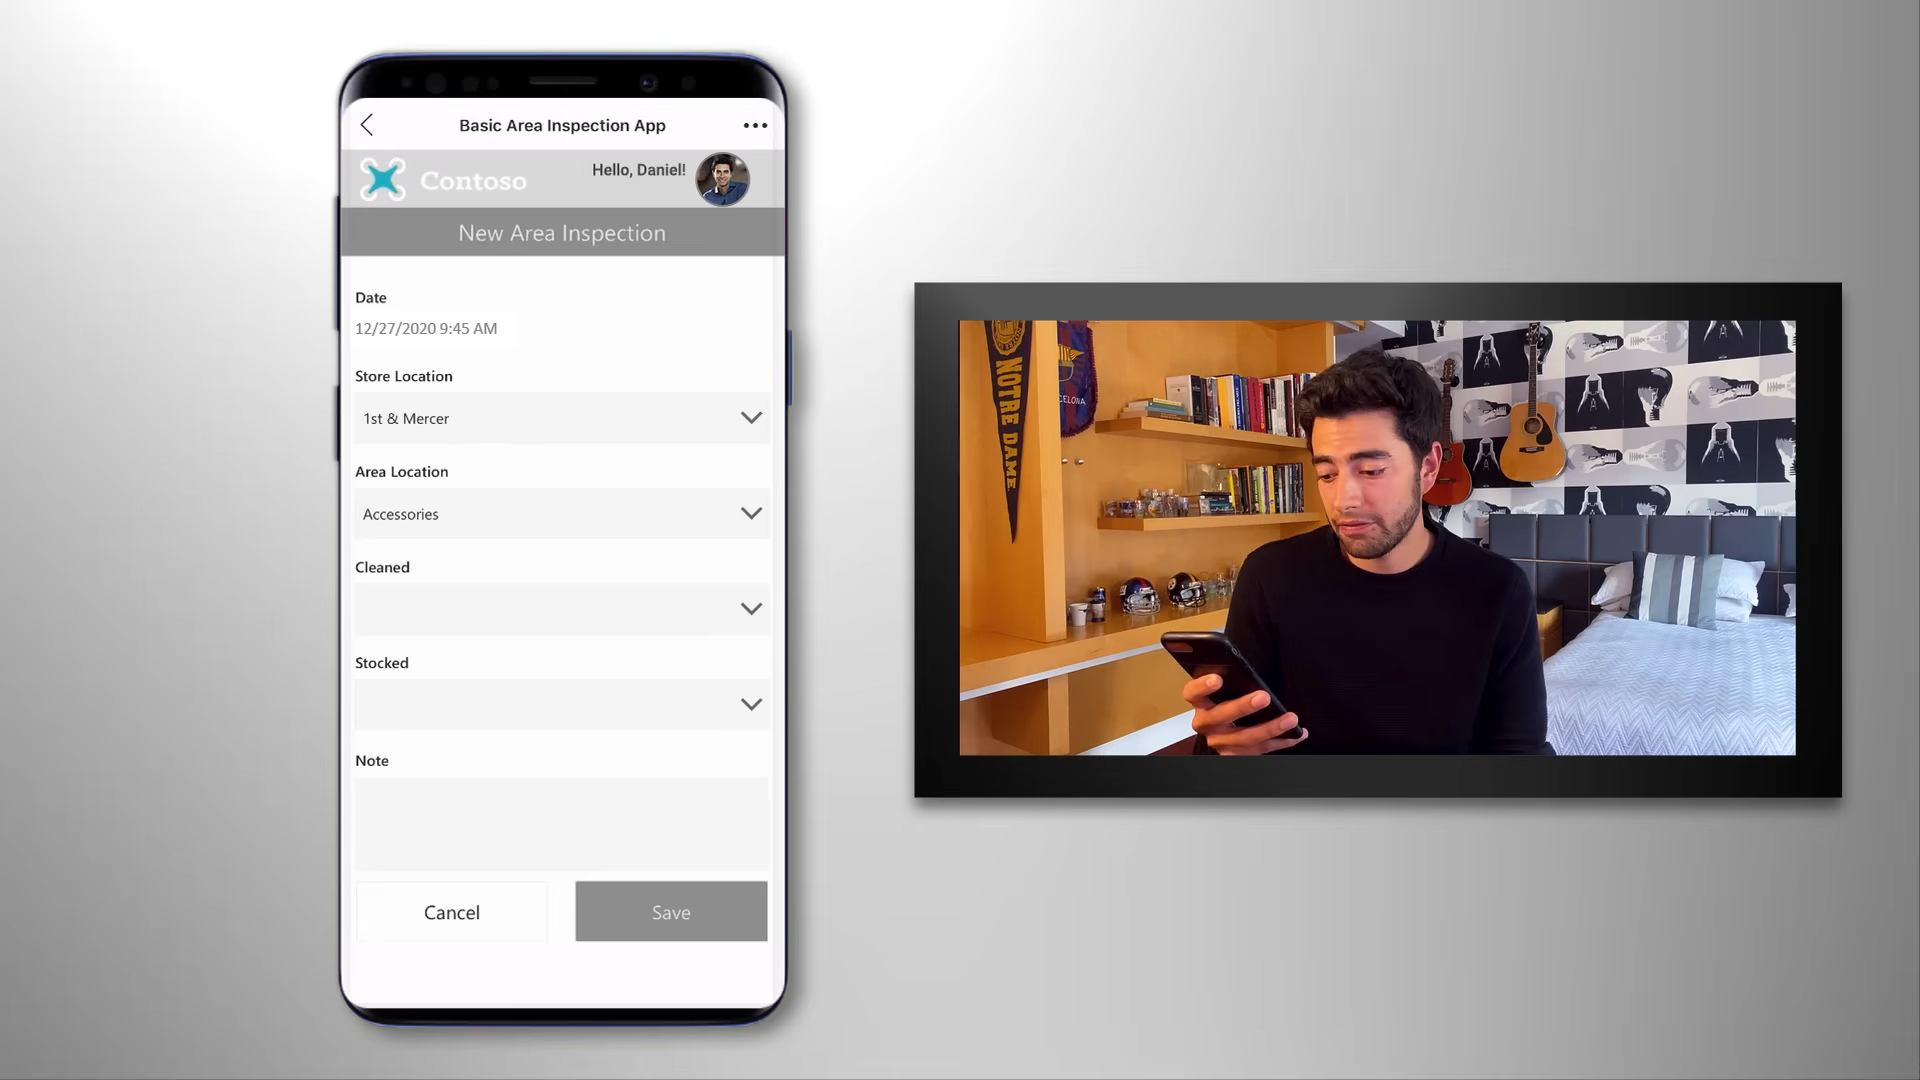 Basic Area Inspection App
Contoso
Hello, Daniel!
New Area Inspection
Date
12/27/2020 9:45 AM
Store Location
1st & Mercer
Area Location
Accessories
Cleaned
Stocked
Note
Cancel
Save
NOTRE DAME
CELONA